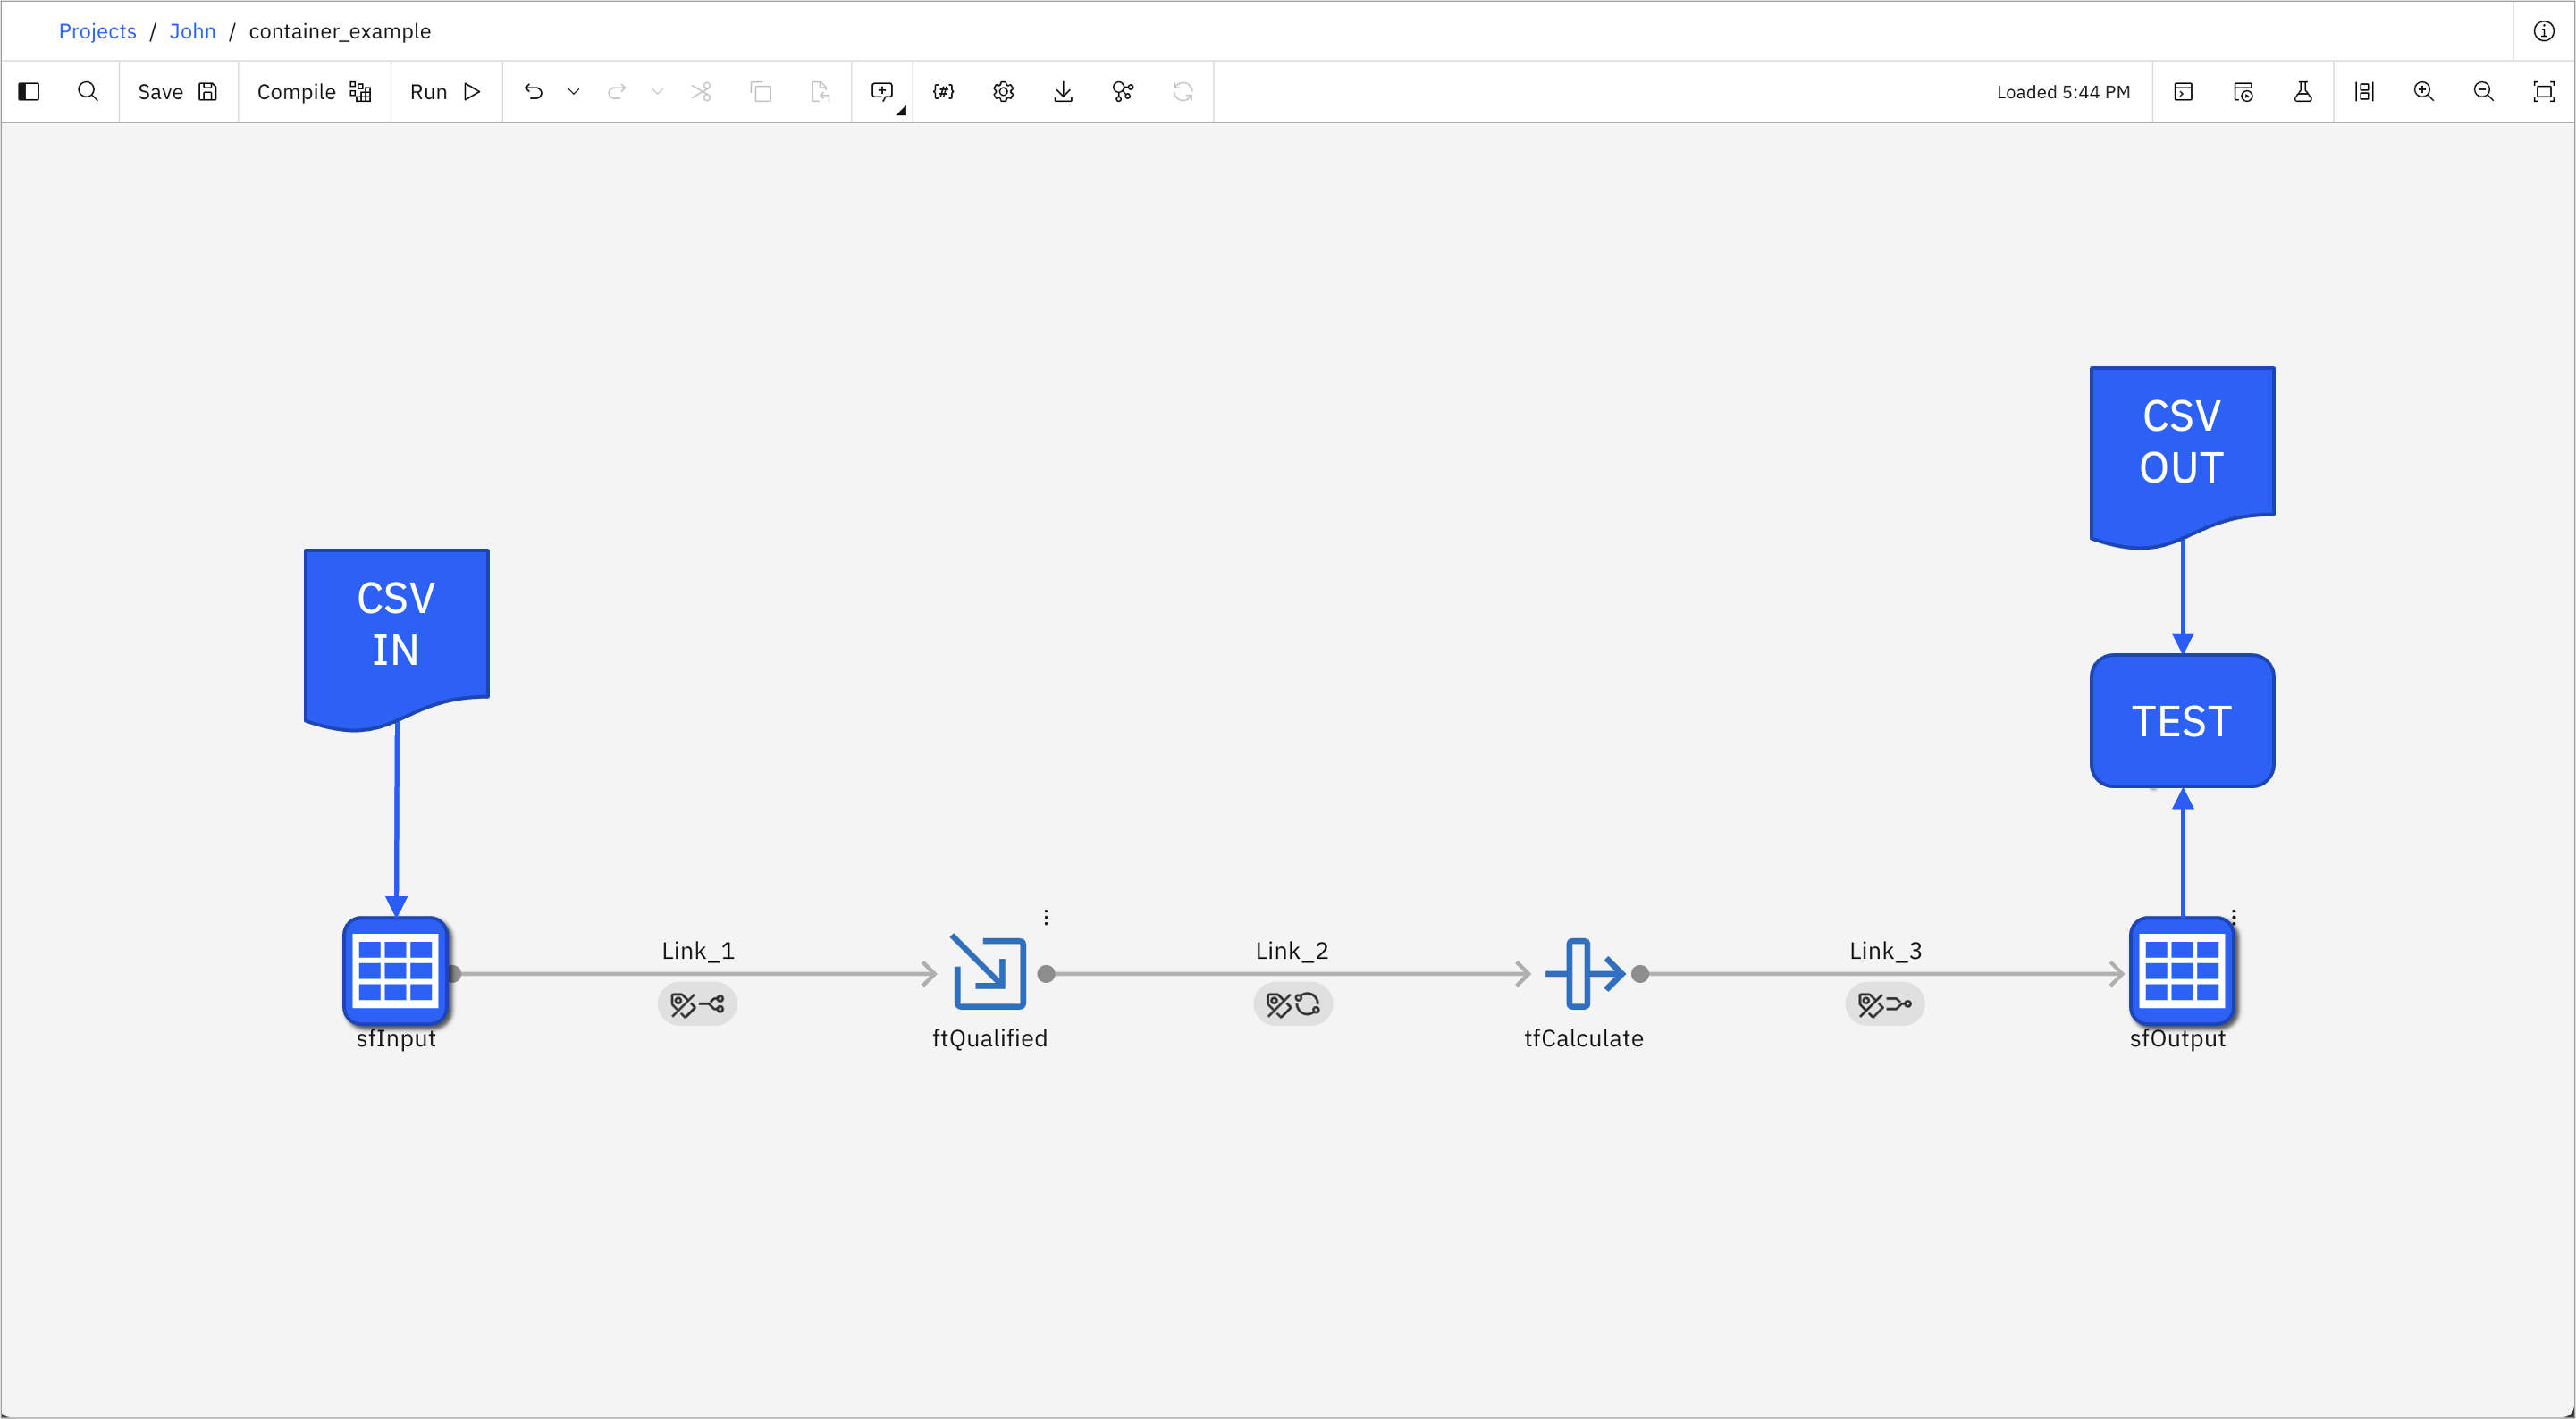 Projects / John / container_example
Save Compile Run {#} Loaded 5:44 PM
CSV
OUT
CSV
IN
TEST
Link_1 Link_2 Link_3
sfInput ftQualified tfCalculate sfOutput